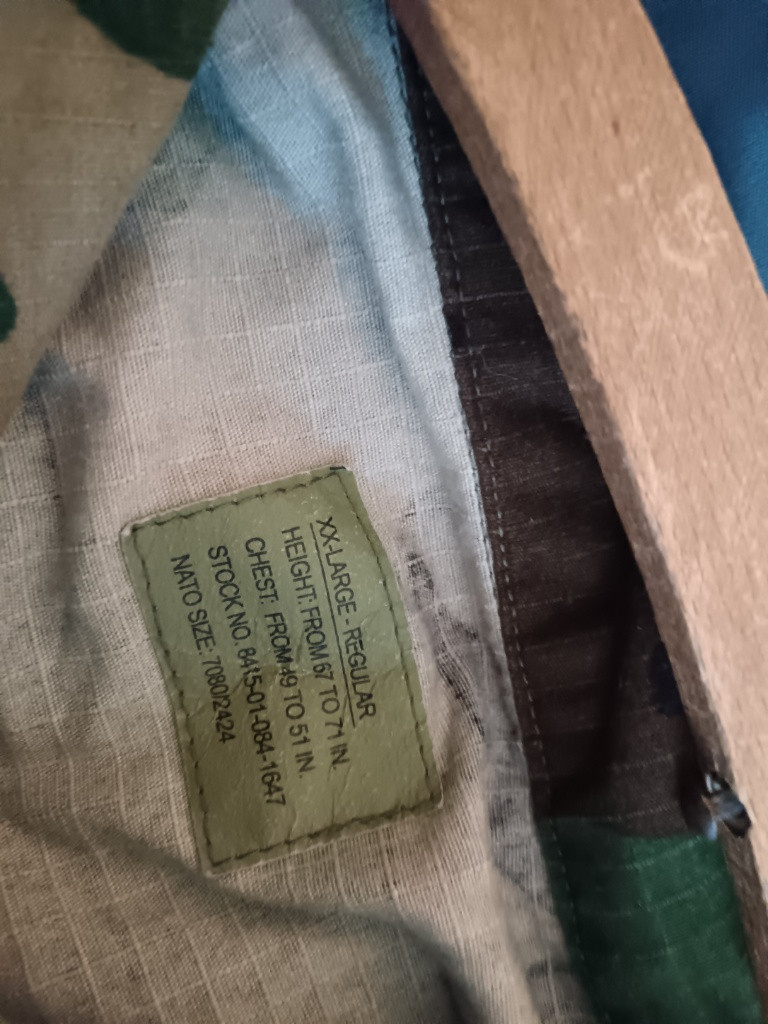 XX-LARGE - REGULAR
HEIGHT: FROM 67 TO 71 IN.
CHEST: FROM 49 TO 51 IN.
STOCK NO. 8415-01-084-1647
NATO SIZE: 7080/2424